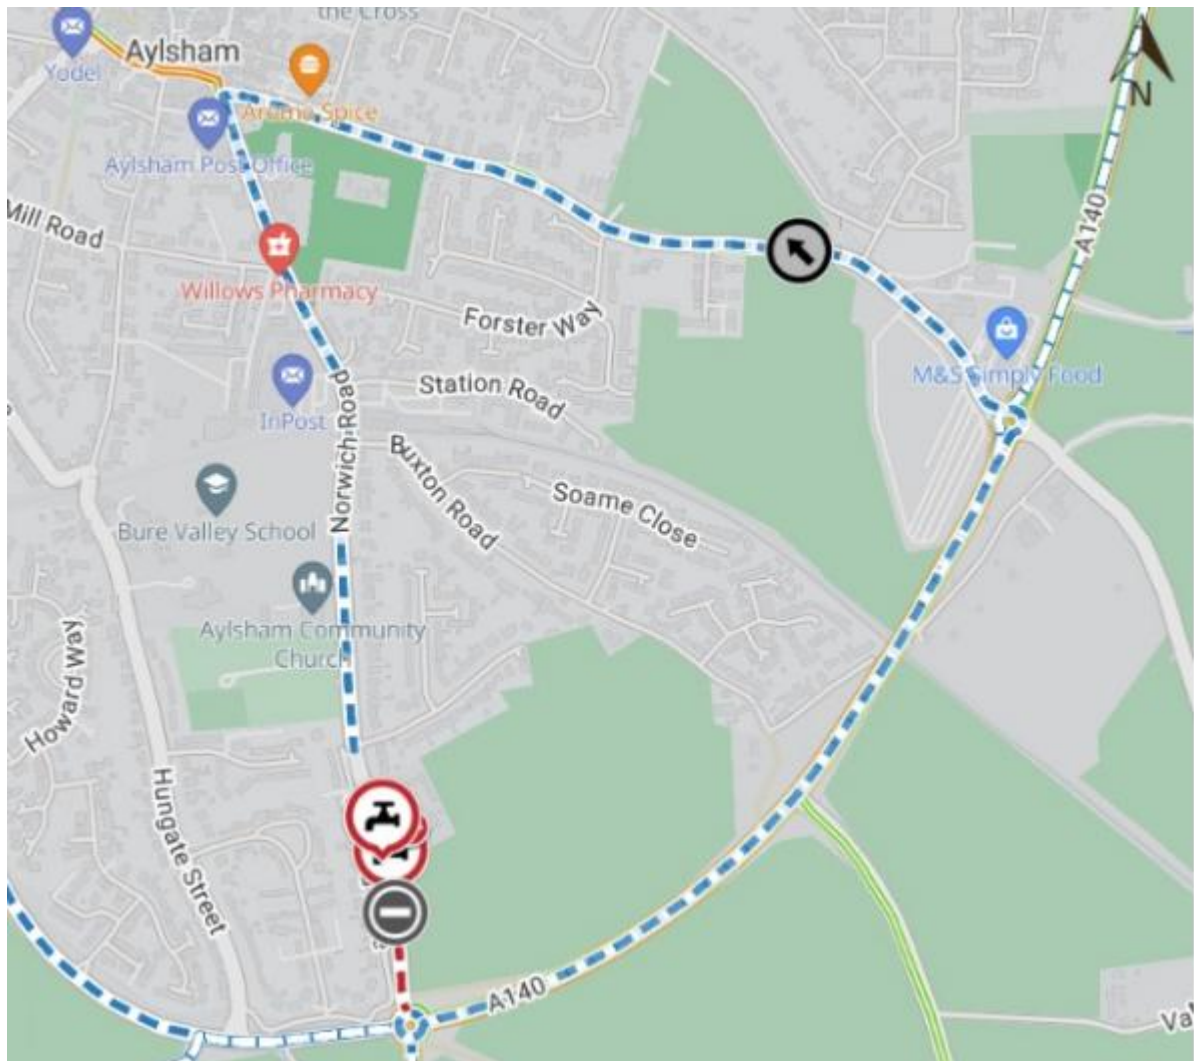 the Cross
Aylsham
Yodel
Aroma Spice
N
Aylsham Post Office
Mill Road
A140
Willows Pharmacy
Forster Way
M&S Simply Food
Station Road
InPost
Norwich Road
Buxton Road
Soame Close
Bure Valley School
Aylsham Community
Church
Howard Way
Hungate Street
A140
Val